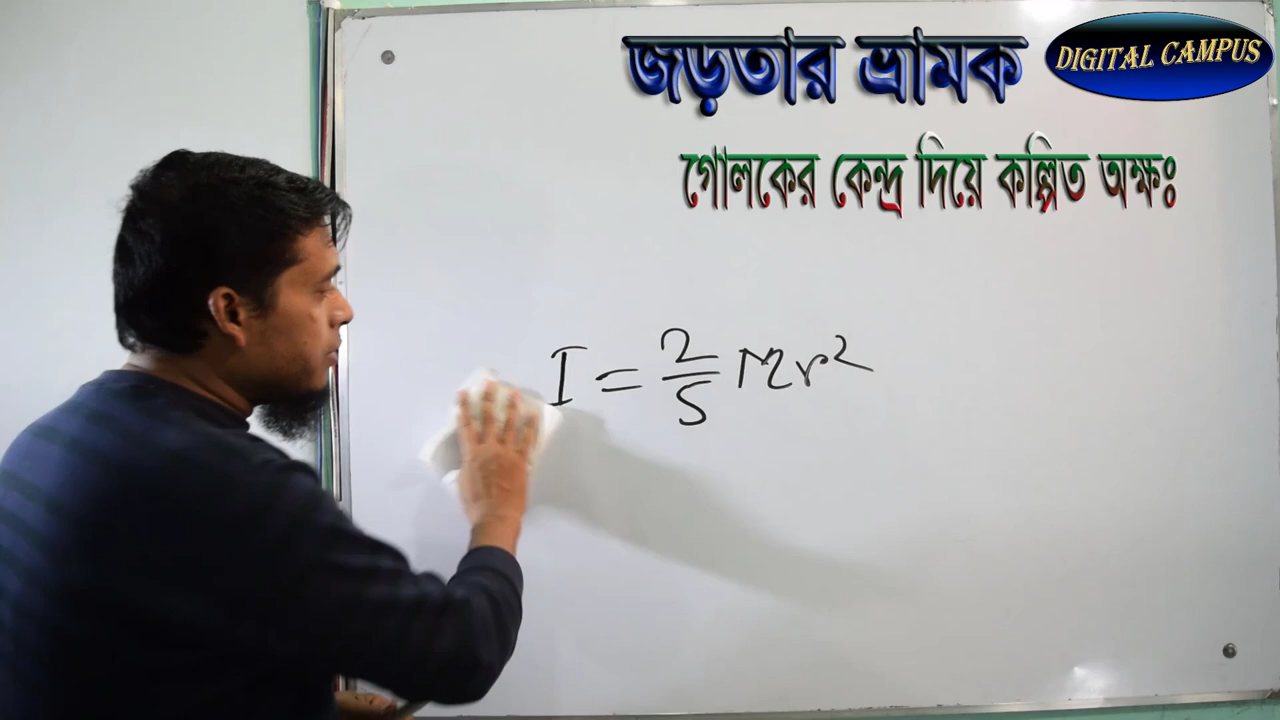 জড়তার ভ্রামক
DIGITAL CAMPUS
গোলকের কেন্দ্র দিয়ে কল্পিত অক্ষঃ
I = 2/5 Mr²